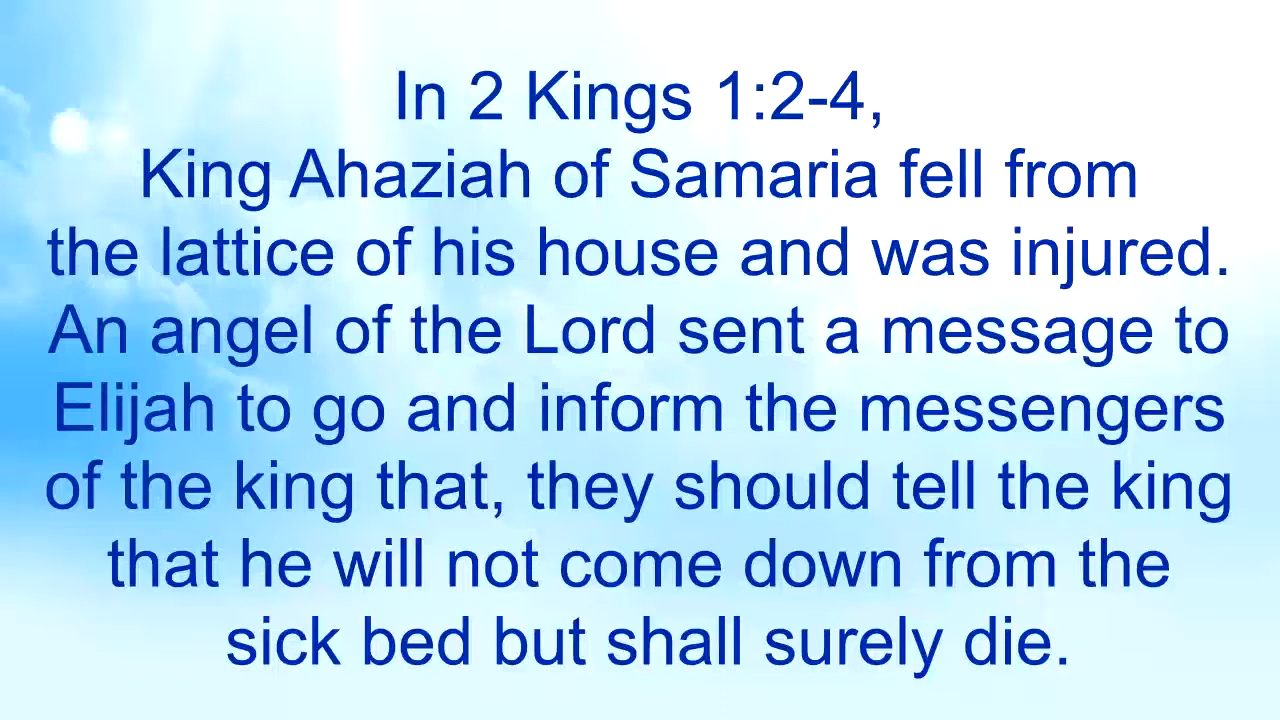 In 2 Kings 1:2-4,
King Ahaziah of Samaria fell from
the lattice of his house and was injured.
An angel of the Lord sent a message to
Elijah to go and inform the messengers
of the king that, they should tell the king
that he will not come down from the
sick bed but shall surely die.